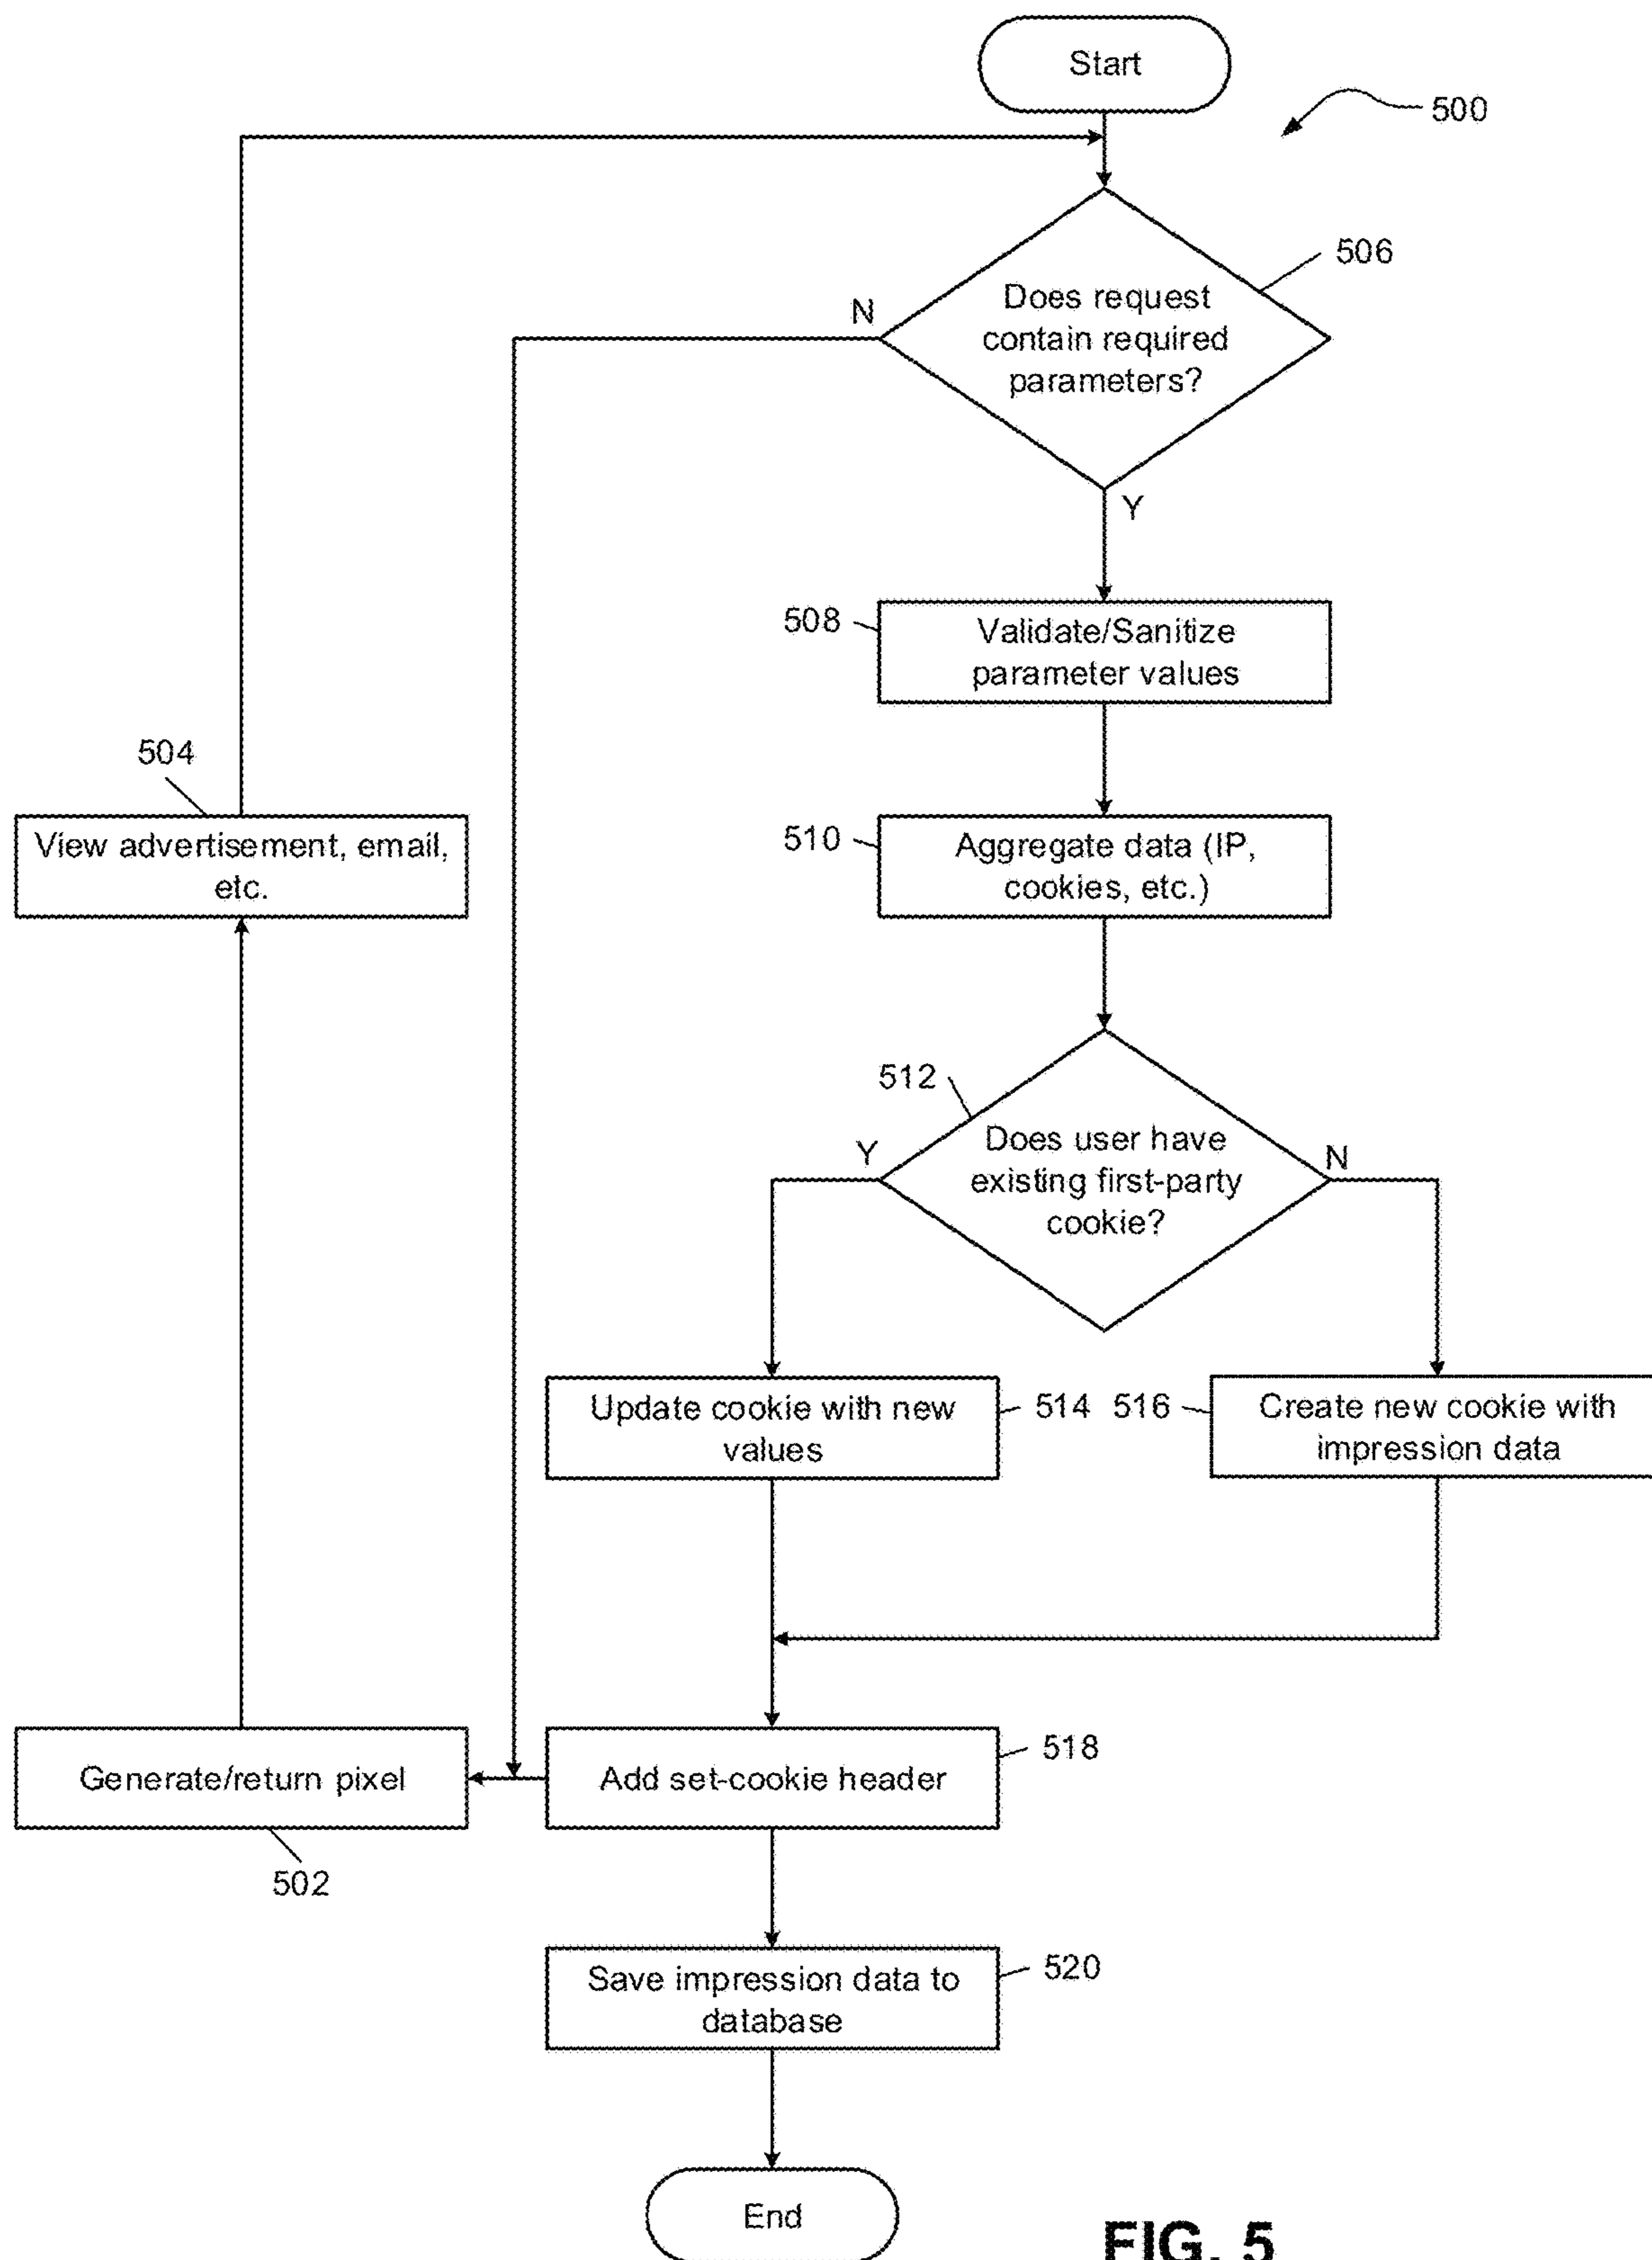 Start
500
506
Does request
contain required
parameters?
N
Y
508
Validate/Sanitize
parameter values
504
View advertisement, email,
etc.
510
Aggregate data (IP,
cookies, etc.)
512
Does user have
existing first-party
cookie?
Y
N
Update cookie with new
values
514
516
Create new cookie with
impression data
Generate/return pixel
502
Add set-cookie header
518
Save impression data to
database
520
End
FIG. 5